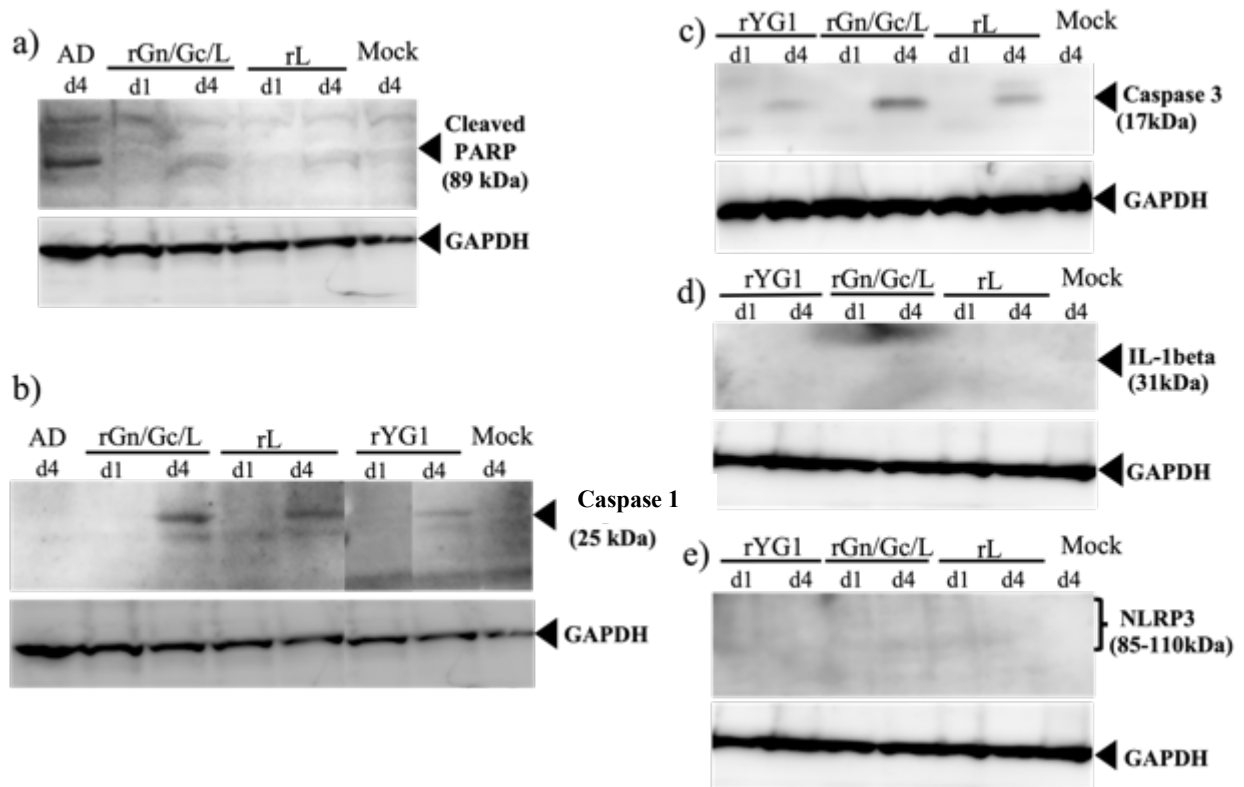 a)
AD rGn/Gc/L rL Mock
d4 d1 d4 d1 d4 d4
Cleaved
PARP
(89 kDa)
GAPDH
b)
AD rGn/Gc/L rL rYG1 Mock
d4 d1 d4 d1 d4 d1 d4 d4
Caspase 1
(25 kDa)
GAPDH
c)
rYG1 rGn/Gc/L rL Mock
d1 d4 d1 d4 d1 d4 d4
Caspase 3
(17kDa)
GAPDH
d)
rYG1 rGn/Gc/L rL Mock
d1 d4 d1 d4 d1 d4 d4
IL-1beta
(31kDa)
GAPDH
e)
rYG1 rGn/Gc/L rL Mock
d1 d4 d1 d4 d1 d4 d4
NLRP3
(85-110kDa)
GAPDH